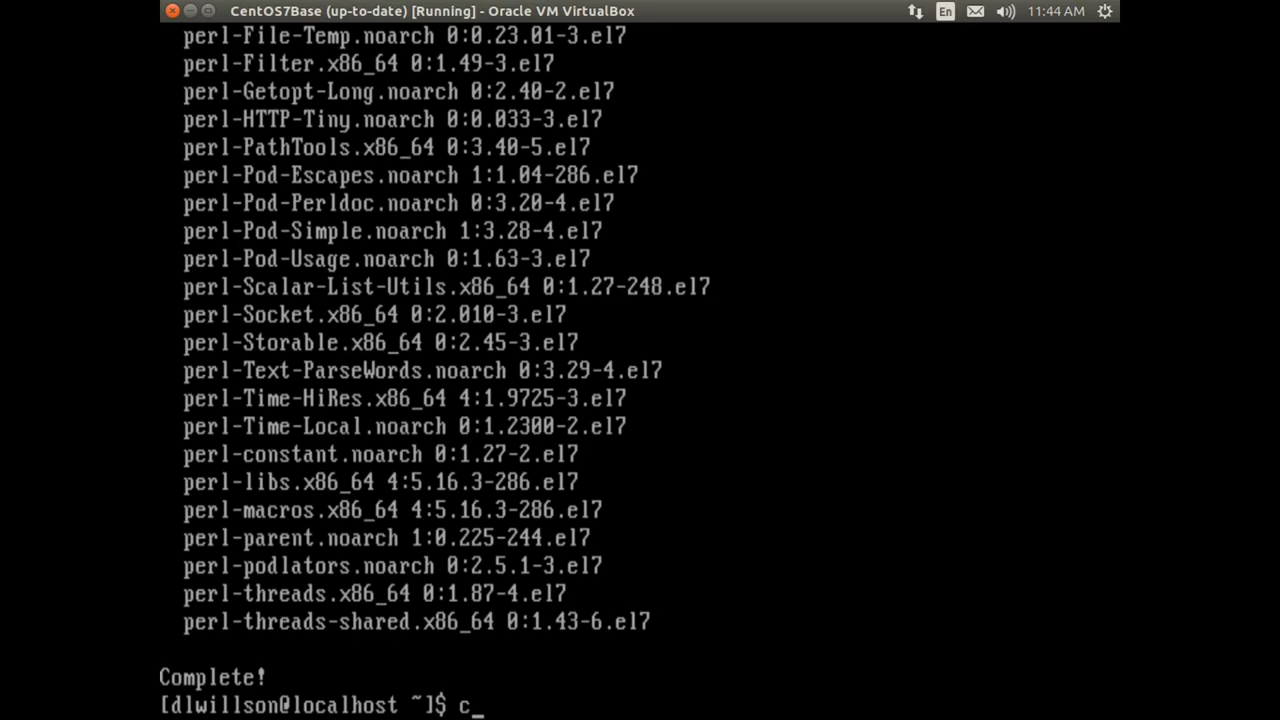 CentOS7Base (up-to-date) [Running] - Oracle VM VirtualBox En 11:44 AM
perl-File-Temp.noarch 0:0.23.01-3.el7
perl-Filter.x86_64 0:1.49-3.el7
perl-Getopt-Long.noarch 0:2.40-2.el7
perl-HTTP-Tiny.noarch 0:0.033-3.el7
perl-PathTools.x86_64 0:3.40-5.el7
perl-Pod-Escapes.noarch 1:1.04-286.el7
perl-Pod-Perldoc.noarch 0:3.20-4.el7
perl-Pod-Simple.noarch 1:3.28-4.el7
perl-Pod-Usage.noarch 0:1.63-3.el7
perl-Scalar-List-Utils.x86_64 0:1.27-248.el7
perl-Socket.x86_64 0:2.010-3.el7
perl-Storable.x86_64 0:2.45-3.el7
perl-Text-ParseWords.noarch 0:3.29-4.el7
perl-Time-HiRes.x86_64 4:1.9725-3.el7
perl-Time-Local.noarch 0:1.2300-2.el7
perl-constant.noarch 0:1.27-2.el7
perl-libs.x86_64 4:5.16.3-286.el7
perl-macros.x86_64 4:5.16.3-286.el7
perl-parent.noarch 1:0.225-244.el7
perl-podlators.noarch 0:2.5.1-3.el7
perl-threads.x86_64 0:1.87-4.el7
perl-threads-shared.x86_64 0:1.43-6.el7
Complete!
[dlwillson@localhost ~]$ c_